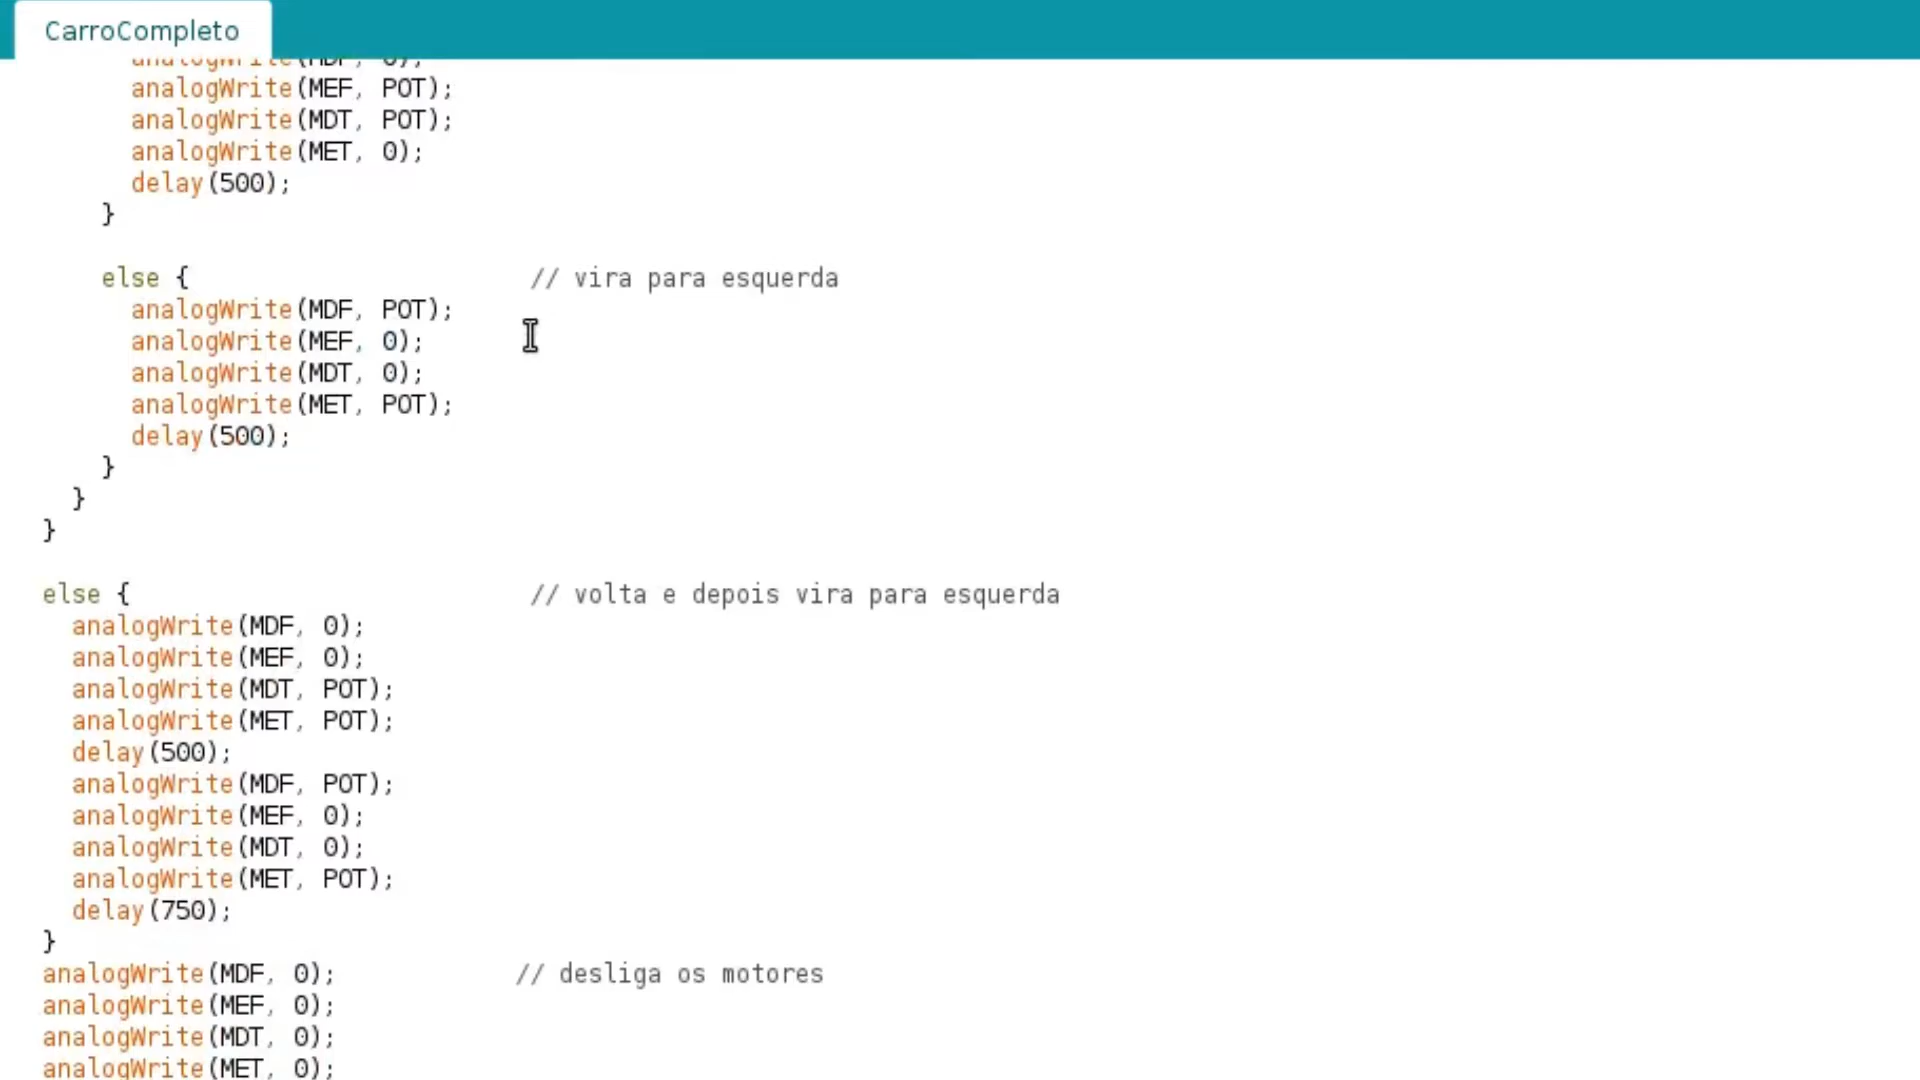 CarroCompleto
analogWrite(MDF, 0);
analogWrite(MEF, POT);
analogWrite(MDT, POT);
analogWrite(MET, 0);
delay(500);
}
else { // vira para esquerda
analogWrite(MDF, POT);
analogWrite(MEF, 0);
analogWrite(MDT, 0);
analogWrite(MET, POT);
delay(500);
}
}
}
else { // volta e depois vira para esquerda
analogWrite(MDF, 0);
analogWrite(MEF, 0);
analogWrite(MDT, POT);
analogWrite(MET, POT);
delay(500);
analogWrite(MDF, POT);
analogWrite(MEF, 0);
analogWrite(MDT, 0);
analogWrite(MET, POT);
delay(750);
}
analogWrite(MDF, 0); // desliga os motores
analogWrite(MEF, 0);
analogWrite(MDT, 0);
analogWrite(MET, 0);